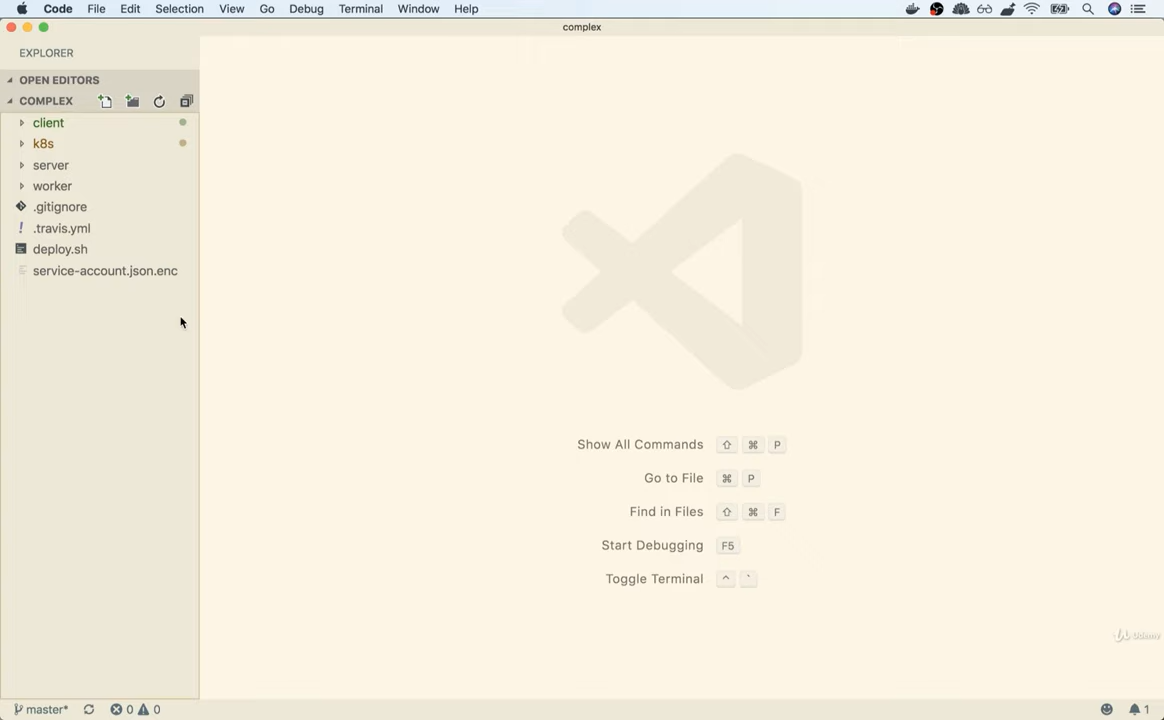 Code File Edit Selection View Go Debug Terminal Window Help
complex
EXPLORER
OPEN EDITORS
COMPLEX
client
k8s
server
worker
.gitignore
! .travis.yml
deploy.sh
service-account.json.enc
Show All Commands ⇧ ⌘ P
Go to File ⌘ P
Find in Files ⇧ ⌘ F
Start Debugging F5
Toggle Terminal ^ `
Udemy
master* 0 0 1